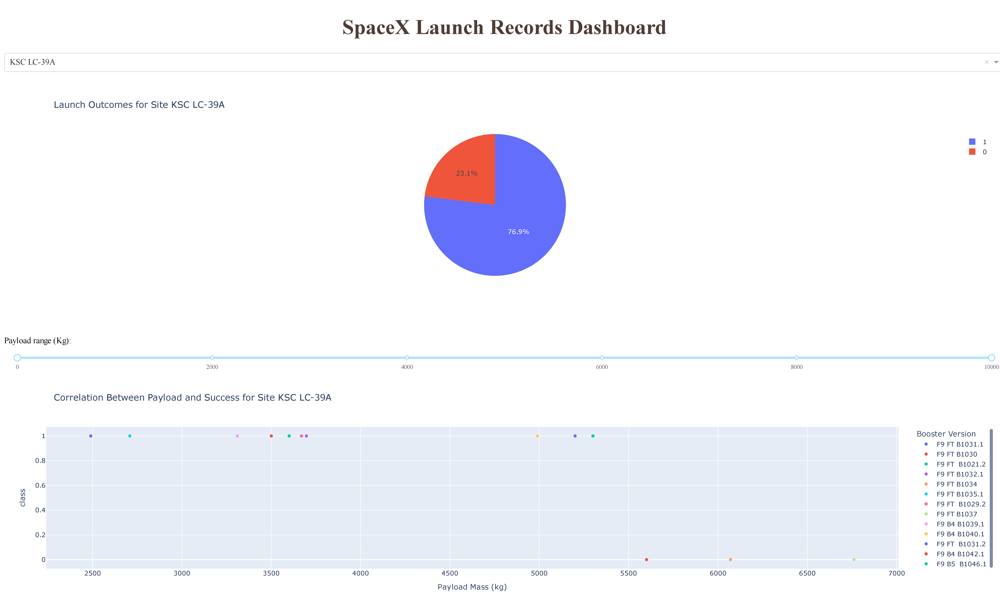 SpaceX Launch Records Dashboard
KSC LC-39A
×
Launch Outcomes for Site KSC LC-39A
1
0
23.1%
76.9%
Payload range (Kg):
0 2000 4000 6000 8000 10000
Correlation Between Payload and Success for Site KSC LC-39A
1
0.8
0.6
0.4
0.2
0
class
2500 3000 3500 4000 4500 5000 5500 6000 6500 7000
Payload Mass (kg)
Booster Version
F9 FT B1031.1
F9 FT B1030
F9 FT  B1021.2
F9 FT B1032.1
F9 FT B1034
F9 FT B1035.1
F9 FT  B1029.2
F9 FT B1037
F9 B4 B1039.1
F9 B4 B1040.1
F9 FT  B1031.2
F9 B4 B1042.1
F9 B5  B1046.1